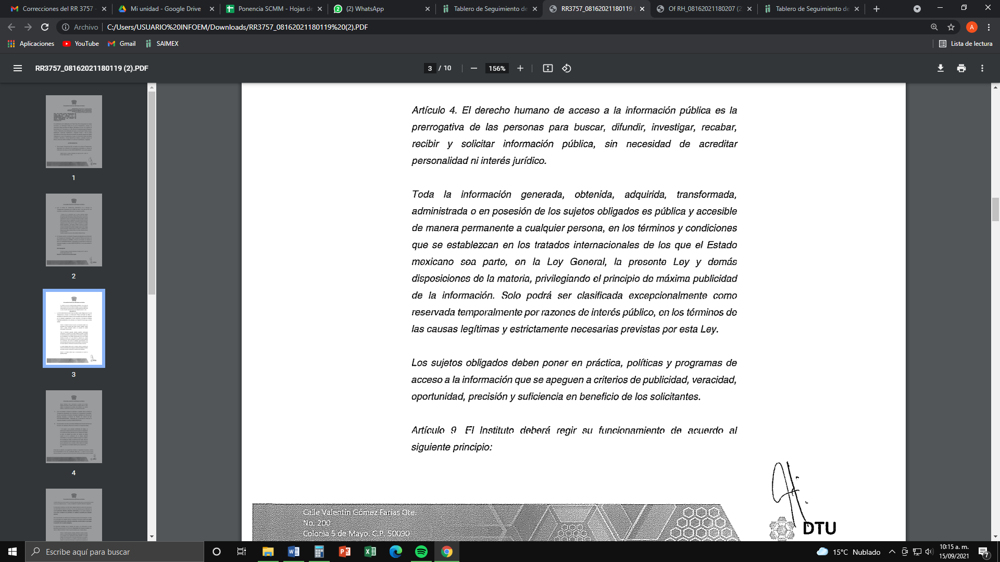 Correcciones del RR 3757 -
Mi unidad - Google Drive
Ponencia SCMM - Hojas de
(2) WhatsApp
Tablero de Seguimiento de
RR3757_08162021180119 (
Of RH_08162021180207 (2
Tablero de Seguimiento de
Archivo
C:/Users/USUARIO%20INFOEM/Downloads/RR3757_08162021180119%20(2).PDF
A
Aplicaciones
YouTube
Gmail
SAIMEX
Lista de lectura
RR3757_08162021180119 (2).PDF
3 / 10
156%
1
2
3
4
Artículo 4. El derecho humano de acceso a la información pública es la
prerrogativa de las personas para buscar, difundir, investigar, recabar,
recibir y solicitar información pública, sin necesidad de acreditar
personalidad ni interés jurídico.
Toda la información generada, obtenida, adquirida, transformada,
administrada o en posesión de los sujetos obligados es pública y accesible
de manera permanente a cualquier persona, en los términos y condiciones
que se establezcan en los tratados internacionales de los que el Estado
mexicano sea parte, en la Ley General, la presente Ley y demás
disposiciones de la materia, privilegiando el principio de máxima publicidad
de la información. Solo podrá ser clasificada excepcionalmente como
reservada temporalmente por razones de interés público, en los términos de
las causas legítimas y estrictamente necesarias previstas por esta Ley.
Los sujetos obligados deben poner en práctica, políticas y programas de
acceso a la información que se apeguen a criterios de publicidad, veracidad,
oportunidad, precisión y suficiencia en beneficio de los solicitantes.
Artículo 9 El Instituto deberá regir su funcionamiento de acuerdo al
siguiente principio:
Calle Valentín Gómez Farías Ote
No. 200
Colonia 5 de Mayo. C.P. 50090
DTU
Escribe aquí para buscar
15°C Nublado
10:15 a. m.
15/09/2021
7